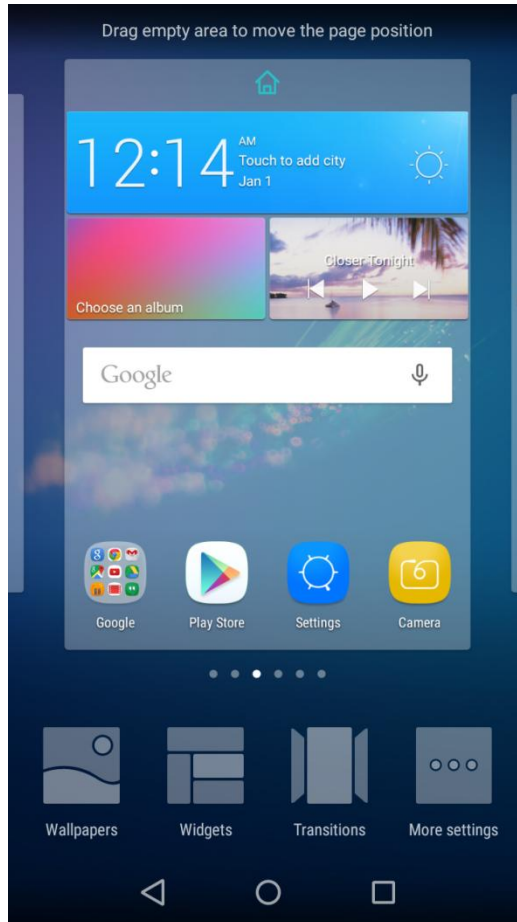 Drag empty area to move the page position
12:14
AM
Touch to add city
Jan 1
Choose an album
Closer Tonight
Google
Google
Play Store
Settings
Camera
Wallpapers
Widgets
Transitions
More settings